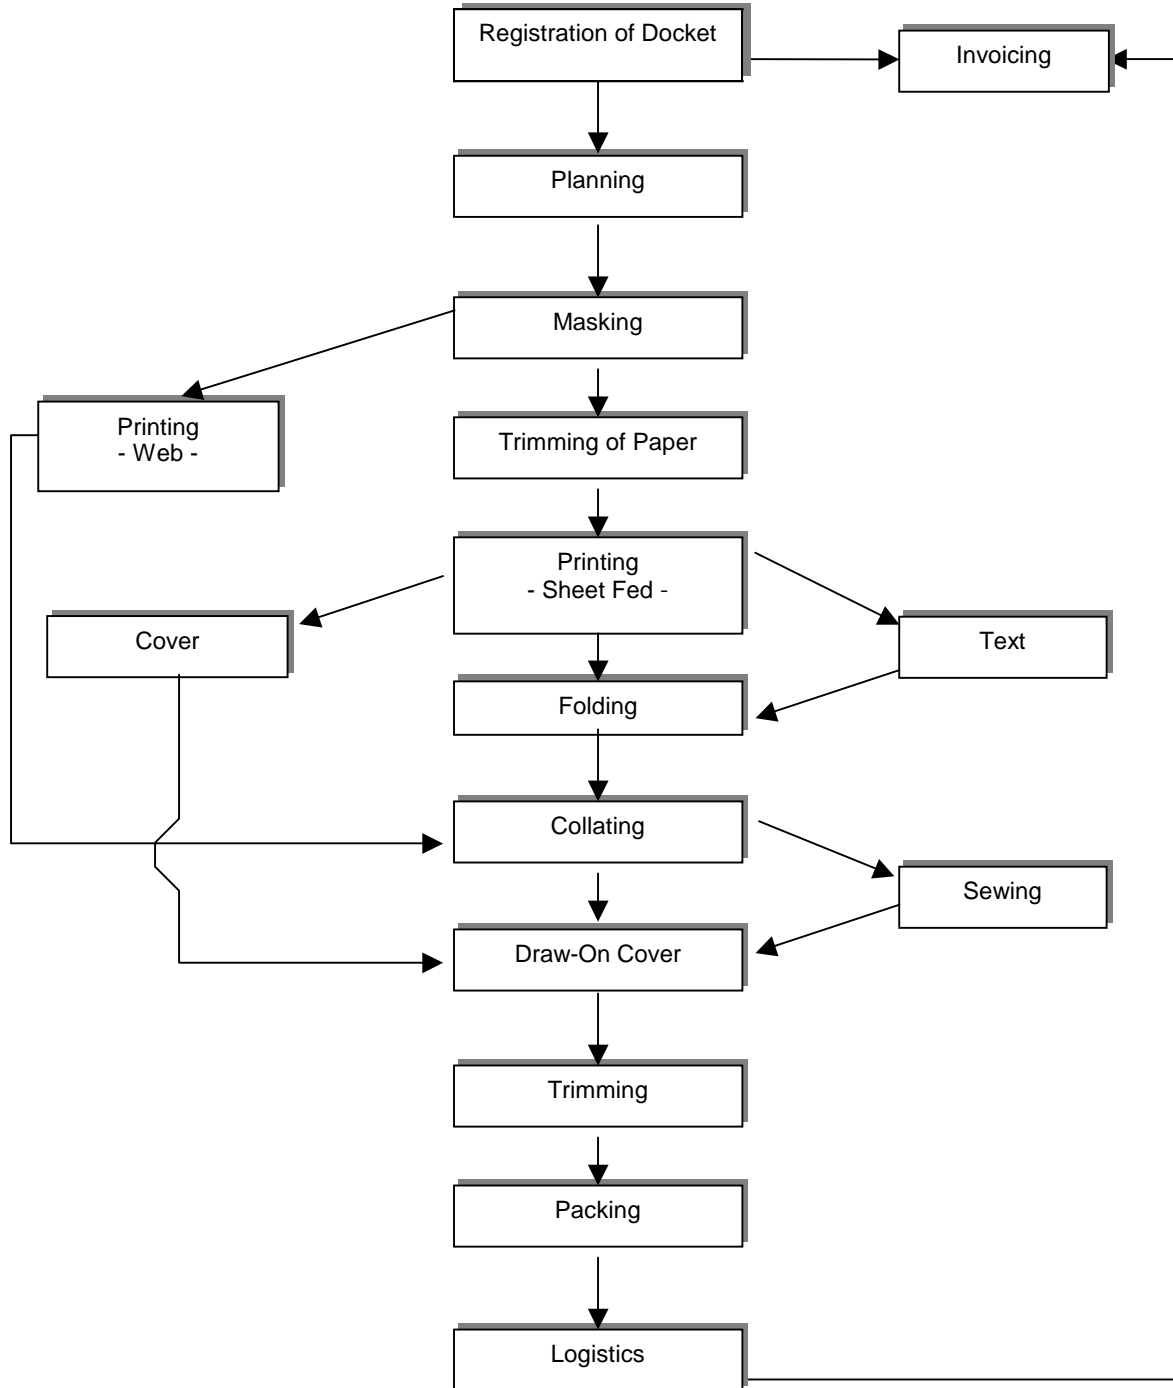 Registration of Docket
Invoicing
Planning
Masking
Printing
- Web -
Trimming of Paper
Printing
- Sheet Fed -
Cover
Text
Folding
Collating
Sewing
Draw-On Cover
Trimming
Packing
Logistics